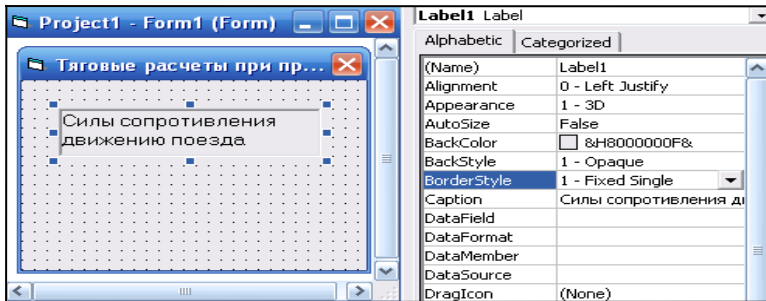 Project1 - Form1 (Form)
Тяговые расчеты при пр...
Силы сопротивления
движению поезда
Label1 Label
Alphabetic Categorized
(Name) Label1
Alignment 0 - Left Justify
Appearance 1 - 3D
AutoSize False
BackColor &H8000000F&
BackStyle 1 - Opaque
BorderStyle 1 - Fixed Single
Caption Силы сопротивления д
DataField
DataFormat
DataMember
DataSource
DragIcon (None)